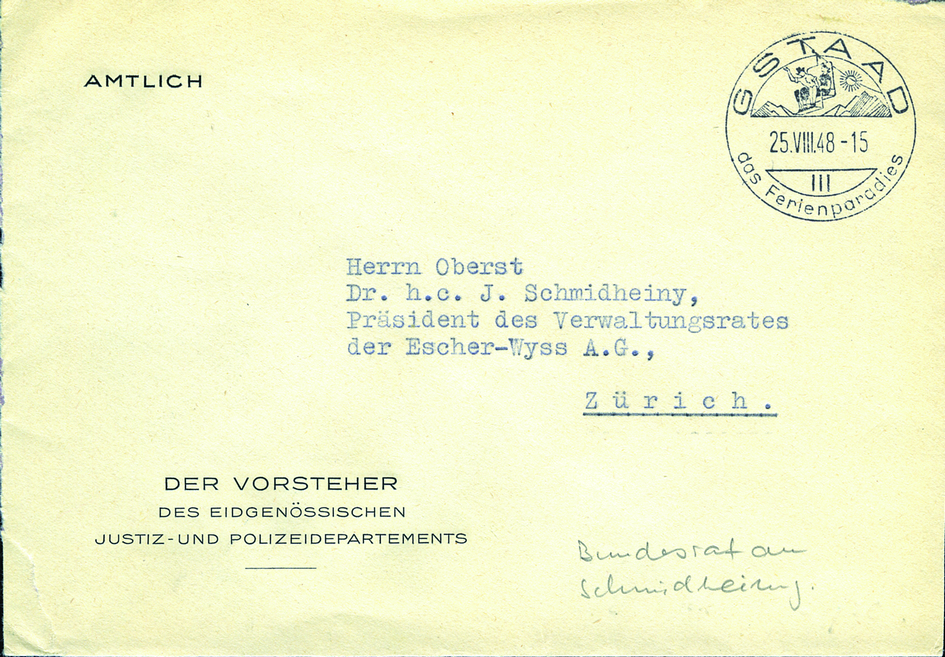 AMTLICH
GSTAAD
25.VIII.48-15
III
das Ferienparadies
Herrn Oberst
Dr. h.c. J. Schmidheiny,
Präsident des Verwaltungsrates
der Escher-Wyss A.G.,
Zürich.
DER VORSTEHER
DES EIDGENÖSSISCHEN
JUSTIZ-UND POLIZEIDEPARTEMENTS
Bundesrat an
Schmidheiny.